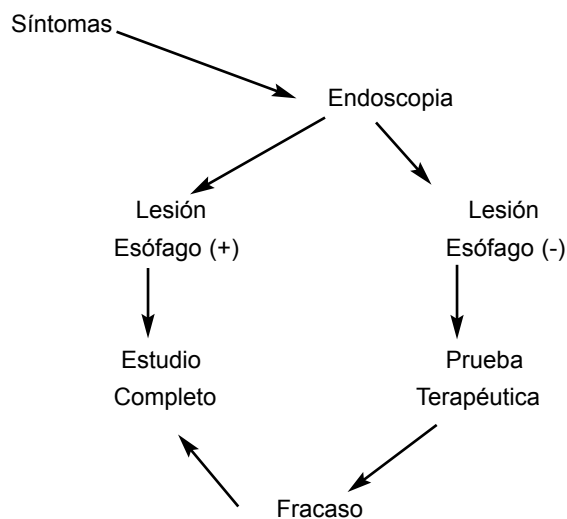 Síntomas
Endoscopia
Lesión
Esófago (+)
Lesión
Esófago (-)
Estudio
Completo
Prueba
Terapéutica
Fracaso